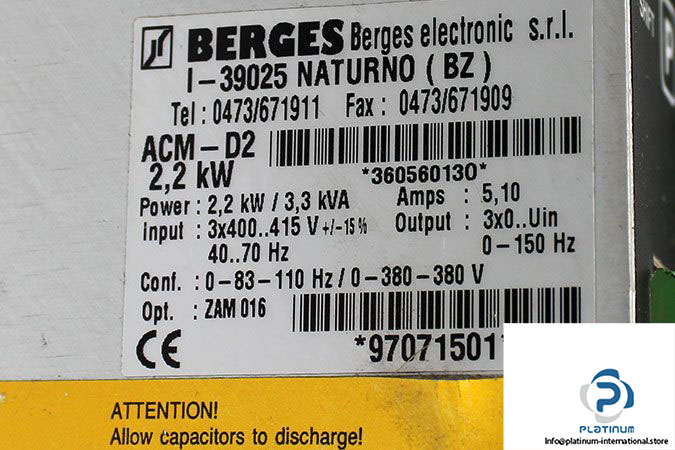 BERGES Berges electronic s.r.l.
I-39025 NATURNO (BZ)
Tel: 0473/671911 Fax: 0473/671909
ACM-D2
2,2 kW
*360560130*
Power: 2,2 kW / 3,3 kVA Amps: 5,10
Input: 3x400..415 V +/-15% Output: 3x0..Uin
40..70 Hz 0-150 Hz
Conf.: 0-83-110 Hz / 0-380-380 V
Opt.: ZAM 016
CE
ATTENTION!
Allow capacitors to discharge!
PLATINUM
Info@platinum-international.store